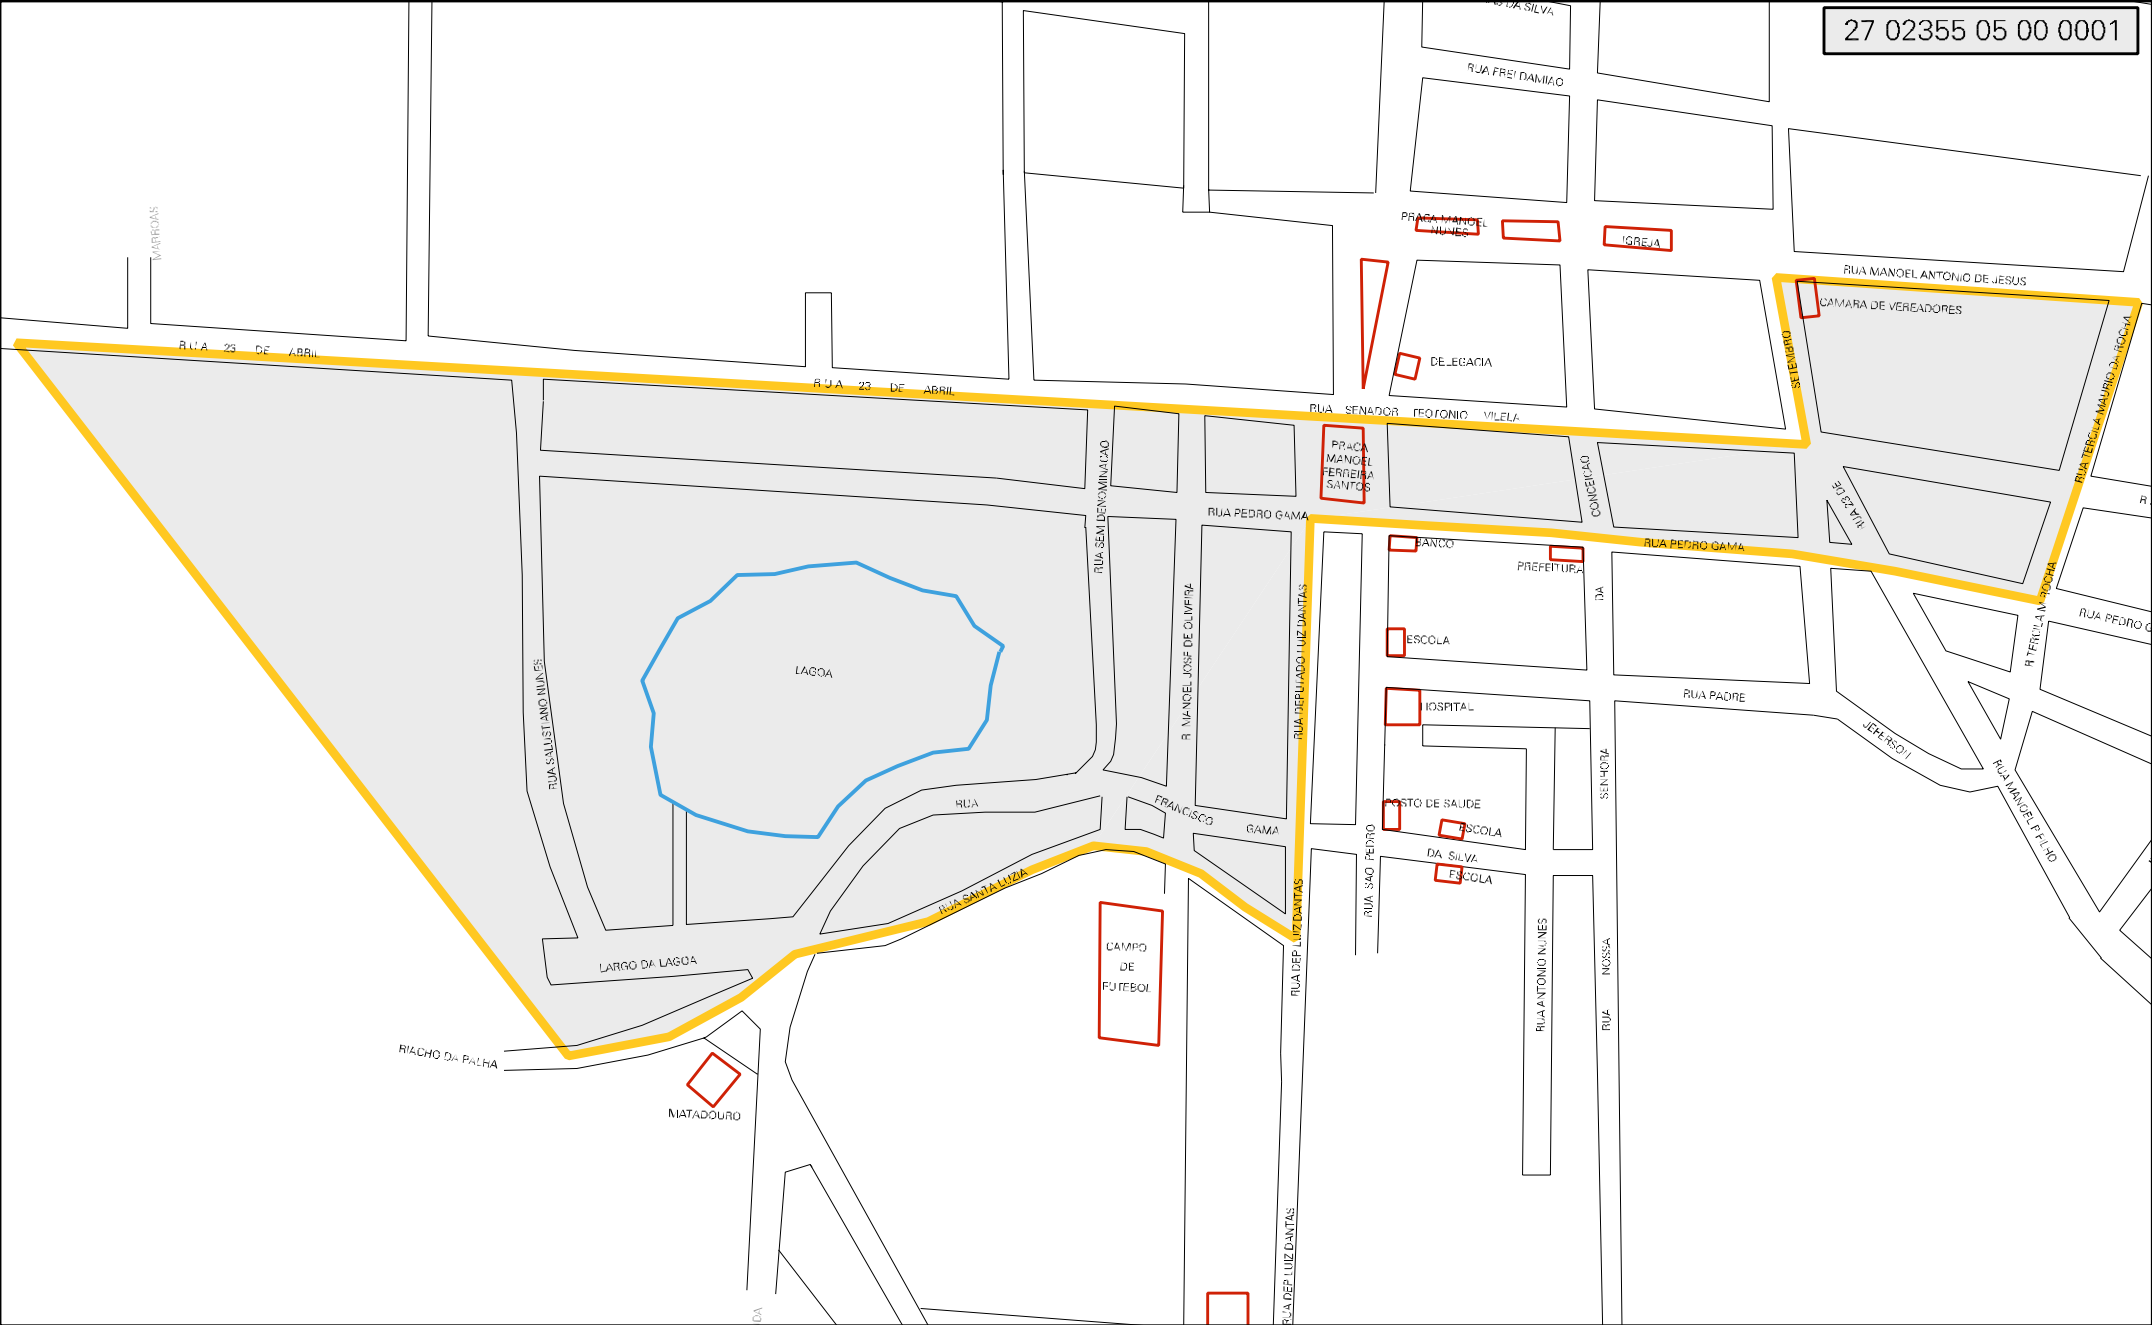 DA SILVA
27 02355 05 00 0001
RUA FREI DAMIAO
MARROAS
PRACA MANOEL
NUNES
IGREJA
RUA MANOEL ANTONIO DE JESUS
CAMARA DE VEREADORES
RUA 23 DE ABRIL
RUA 23 DE ABRIL
DELEGACIA
SETEMBRO
RUA TERCILA MAURIO DA ROCHA
RUA SENADOR TEOTONIO VILELA
PRACA
MANOEL
FERREIRA
SANTOS
CONCEICAO
RUA 23 DE
RUA SEM DENOMINACAO
RUA PEDRO GAMA
RUA PEDRO GAMA
BANCO
PREFEITURA
DA
R TERCILA M ROCHA
RUA PEDRO G
R
RUA DEPUTADO LUIZ DANTAS
R MANOEL JOSE DE OLIVEIRA
ESCOLA
LAGOA
RUA SALUSTIANO NUNES
HOSPITAL
RUA PADRE
JEFERSON
SENHORA
RUA MANOEL P FILHO
RUA
FRANCISCO
GAMA
POSTO DE SAUDE
ESCOLA
DA SILVA
ESCOLA
RUA SAO PEDRO
RUA SANTA LUZIA
RUA DEP LUIZ DANTAS
CAMPO
DE
FUTEBOL
RUA ANTONIO NUNES
NOSSA
RUA
LARGO DA LAGOA
RIACHO DA PALHA
MATADOURO
RUA DEP LUIZ DANTAS
DA